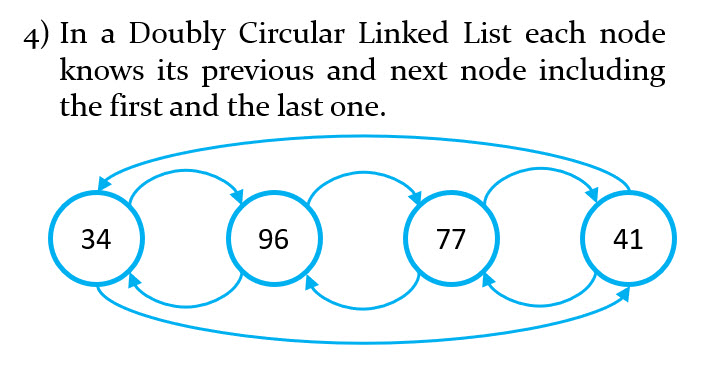 4) In a Doubly Circular Linked List each node
knows its previous and next node including
the first and the last one.
34 96 77 41